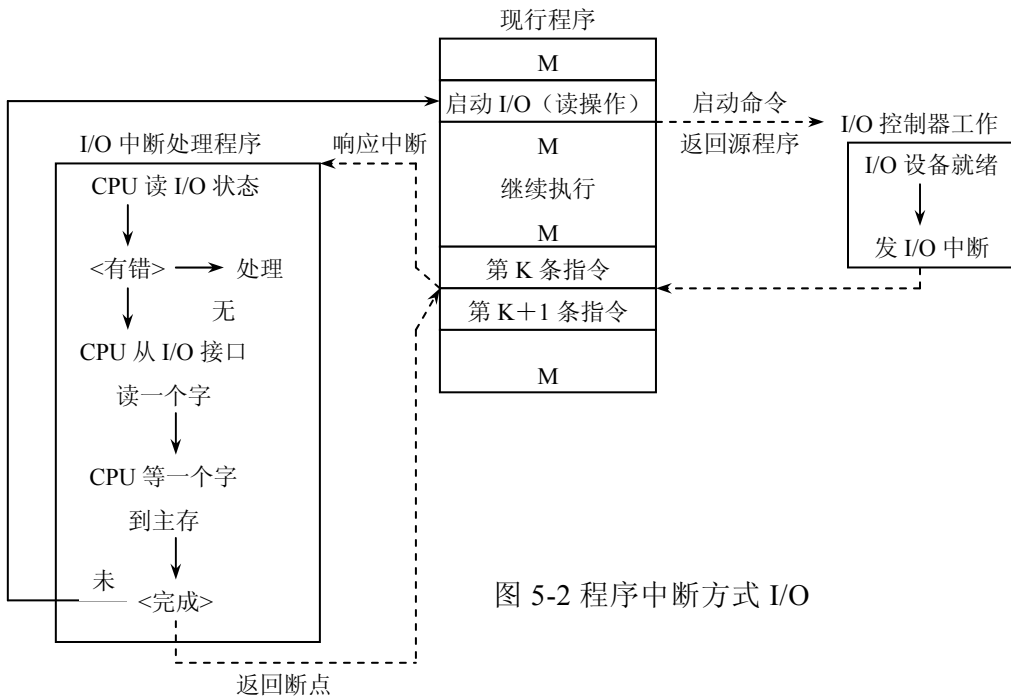 现行程序
M
启动 I/O（读操作）
启动命令
返回源程序
I/O 控制器工作
I/O 设备就绪
发 I/O 中断
M
继续执行
M
第 K 条指令
第 K＋1 条指令
M
响应中断
I/O 中断处理程序
CPU 读 I/O 状态
<有错>
处理
无
CPU 从 I/O 接口
读一个字
CPU 等一个字
到主存
未
<完成>
返回断点
图 5-2 程序中断方式 I/O